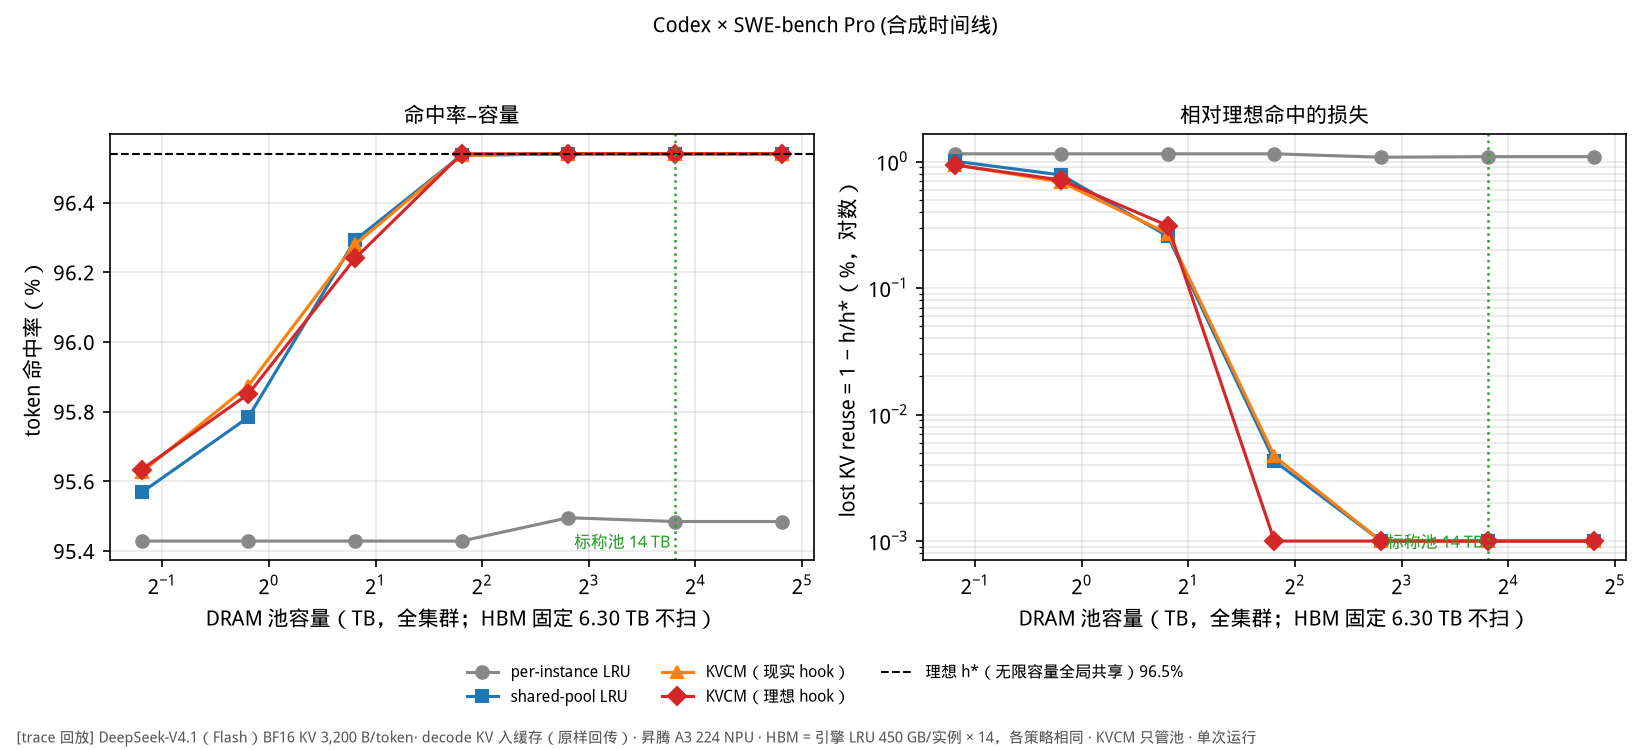 Codex × SWE-bench Pro (合成时间线)
命中率–容量
token 命中率（%）
96.4
96.2
96.0
95.8
95.6
95.4
标称池 14 TB
2⁻¹ 2⁰ 2¹ 2² 2³ 2⁴ 2⁵
DRAM 池容量（TB，全集群；HBM 固定 6.30 TB 不扫）
相对理想命中的损失
lost KV reuse = 1 − h/h*（%，对数）
10⁰
10⁻¹
10⁻²
10⁻³
标称池 14 TB
2⁻¹ 2⁰ 2¹ 2² 2³ 2⁴ 2⁵
DRAM 池容量（TB，全集群；HBM 固定 6.30 TB 不扫）
per-instance LRU
shared-pool LRU
KVCM（现实 hook）
KVCM（理想 hook）
理想 h*（无限容量全局共享）96.5%
[trace 回放] DeepSeek-V4.1（Flash）BF16 KV 3,200 B/token· decode KV 入缓存（原样回传）· 昇腾 A3 224 NPU · HBM = 引擎 LRU 450 GB/实例 × 14，各策略相同 · KVCM 只管池 · 单次运行